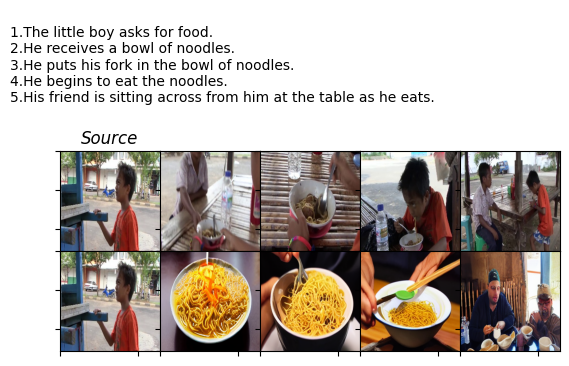 1.The little boy asks for food.
2.He receives a bowl of noodles.
3.He puts his fork in the bowl of noodles.
4.He begins to eat the noodles.
5.His friend is sitting across from him at the table as he eats.
Source